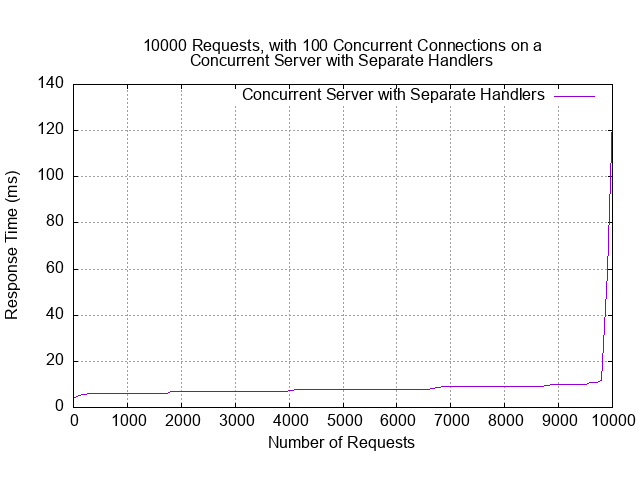 10000 Requests, with 100 Concurrent Connections on a
Concurrent Server with Separate Handlers
Concurrent Server with Separate Handlers
Response Time (ms)
140
120
100
80
60
40
20
0
0 1000 2000 3000 4000 5000 6000 7000 8000 9000 10000
Number of Requests